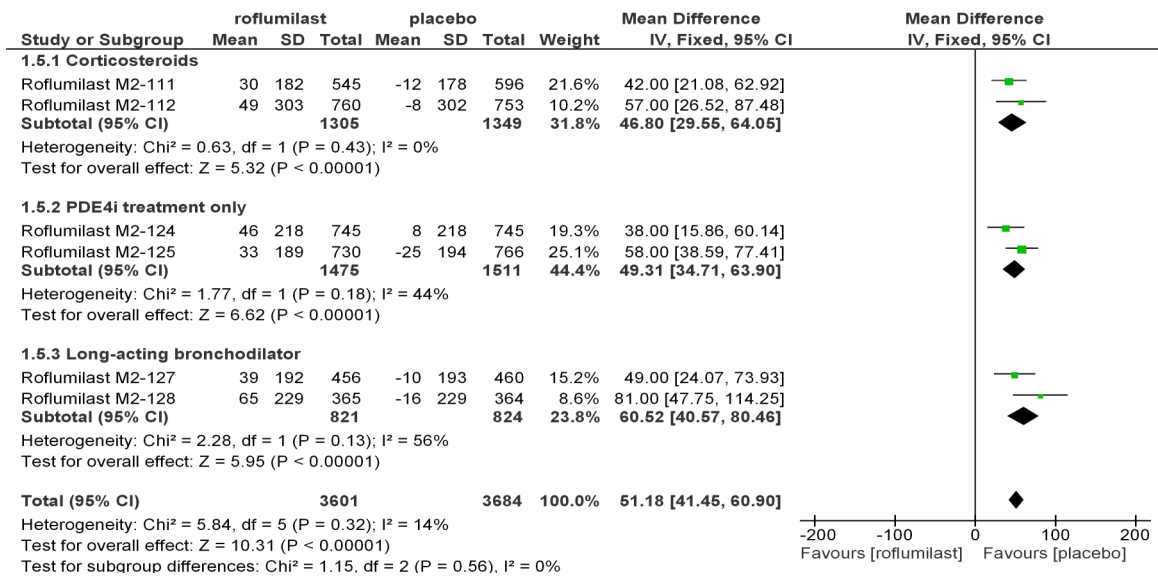 roflumilast placebo Mean Difference Mean Difference
Study or Subgroup Mean SD Total Mean SD Total Weight IV, Fixed, 95% CI IV, Fixed, 95% CI
1.5.1 Corticosteroids
Roflumilast M2-111 30 182 545 -12 178 596 21.6% 42.00 [21.08, 62.92]
Roflumilast M2-112 49 303 760 -8 302 753 10.2% 57.00 [26.52, 87.48]
Subtotal (95% CI) 1305 1349 31.8% 46.80 [29.55, 64.05]
Heterogeneity: Chi² = 0.63, df = 1 (P = 0.43); I² = 0%
Test for overall effect: Z = 5.32 (P < 0.00001)
1.5.2 PDE4i treatment only
Roflumilast M2-124 46 218 745 8 218 745 19.3% 38.00 [15.86, 60.14]
Roflumilast M2-125 33 189 730 -25 194 766 25.1% 58.00 [38.59, 77.41]
Subtotal (95% CI) 1475 1511 44.4% 49.31 [34.71, 63.90]
Heterogeneity: Chi² = 1.77, df = 1 (P = 0.18); I² = 44%
Test for overall effect: Z = 6.62 (P < 0.00001)
1.5.3 Long-acting bronchodilator
Roflumilast M2-127 39 192 456 -10 193 460 15.2% 49.00 [24.07, 73.93]
Roflumilast M2-128 65 229 365 -16 229 364 8.6% 81.00 [47.75, 114.25]
Subtotal (95% CI) 821 824 23.8% 60.52 [40.57, 80.46]
Heterogeneity: Chi² = 2.28, df = 1 (P = 0.13); I² = 56%
Test for overall effect: Z = 5.95 (P < 0.00001)
Total (95% CI) 3601 3684 100.0% 51.18 [41.45, 60.90]
Heterogeneity: Chi² = 5.84, df = 5 (P = 0.32); I² = 14%
Test for overall effect: Z = 10.31 (P < 0.00001)
Test for subgroup differences: Chi² = 1.15, df = 2 (P = 0.56), I² = 0%
-200 -100 0 100 200
Favours [roflumilast] Favours [placebo]